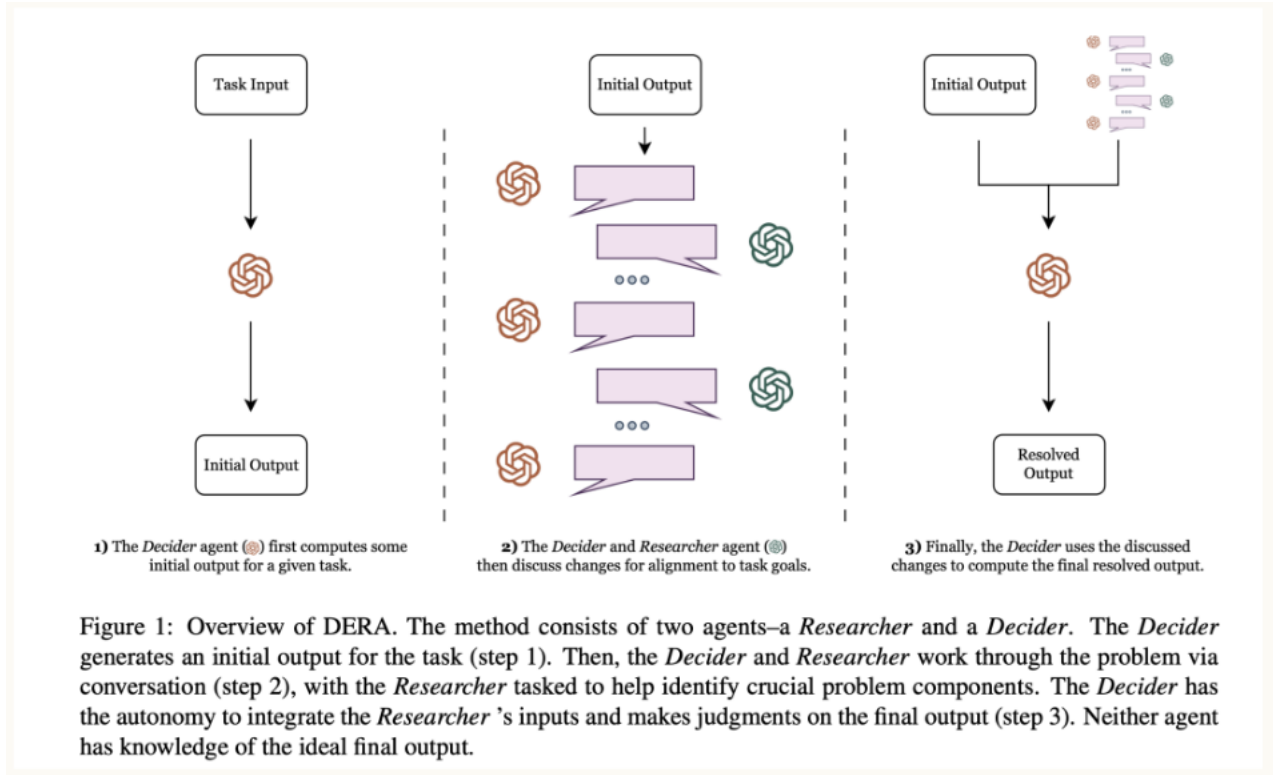 Task Input
Initial Output
Initial Output
Initial Output
Resolved
Output
1) The Decider agent () first computes some
initial output for a given task.
2) The Decider and Researcher agent ()
then discuss changes for alignment to task goals.
3) Finally, the Decider uses the discussed
changes to compute the final resolved output.
Figure 1: Overview of DERA. The method consists of two agents–a Researcher and a Decider. The Decider
generates an initial output for the task (step 1). Then, the Decider and Researcher work through the problem via
conversation (step 2), with the Researcher tasked to help identify crucial problem components. The Decider has
the autonomy to integrate the Researcher 's inputs and makes judgments on the final output (step 3). Neither agent
has knowledge of the ideal final output.